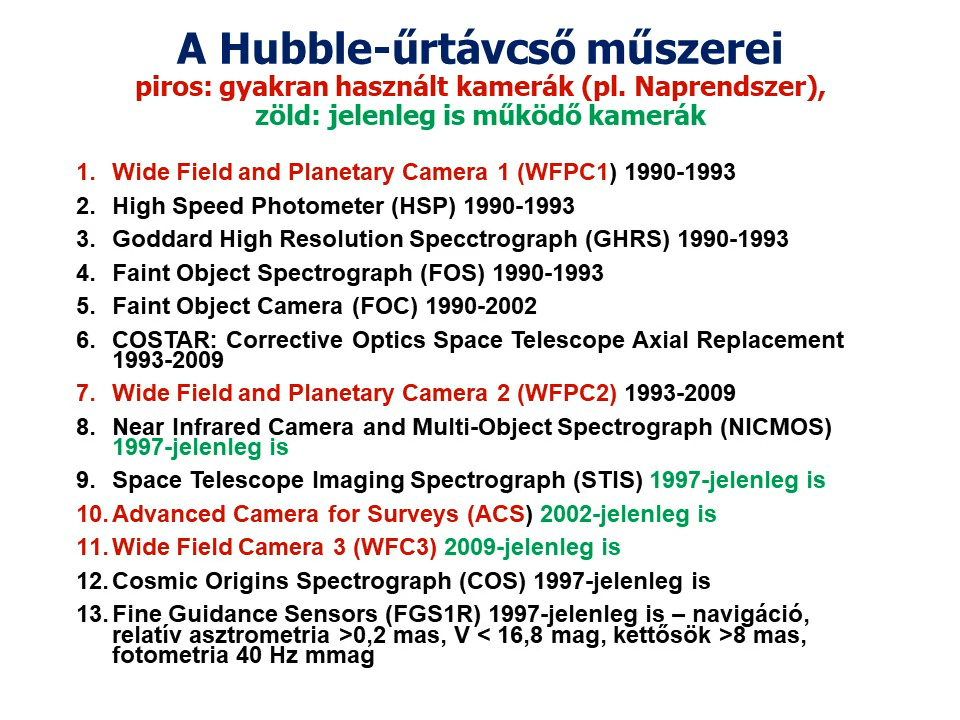 A Hubble-űrtávcső műszerei
piros: gyakran használt kamerák (pl. Naprendszer),
zöld: jelenleg is működő kamerák
1. Wide Field and Planetary Camera 1 (WFPC1) 1990-1993
2. High Speed Photometer (HSP) 1990-1993
3. Goddard High Resolution Specctrograph (GHRS) 1990-1993
4. Faint Object Spectrograph (FOS) 1990-1993
5. Faint Object Camera (FOC) 1990-2002
6. COSTAR: Corrective Optics Space Telescope Axial Replacement
1993-2009
7. Wide Field and Planetary Camera 2 (WFPC2) 1993-2009
8. Near Infrared Camera and Multi-Object Spectrograph (NICMOS)
1997-jelenleg is
9. Space Telescope Imaging Spectrograph (STIS) 1997-jelenleg is
10. Advanced Camera for Surveys (ACS) 2002-jelenleg is
11. Wide Field Camera 3 (WFC3) 2009-jelenleg is
12. Cosmic Origins Spectrograph (COS) 1997-jelenleg is
13. Fine Guidance Sensors (FGS1R) 1997-jelenleg is – navigáció,
relatív asztrometria >0,2 mas, V < 16,8 mag, kettősök >8 mas,
fotometria 40 Hz mmag